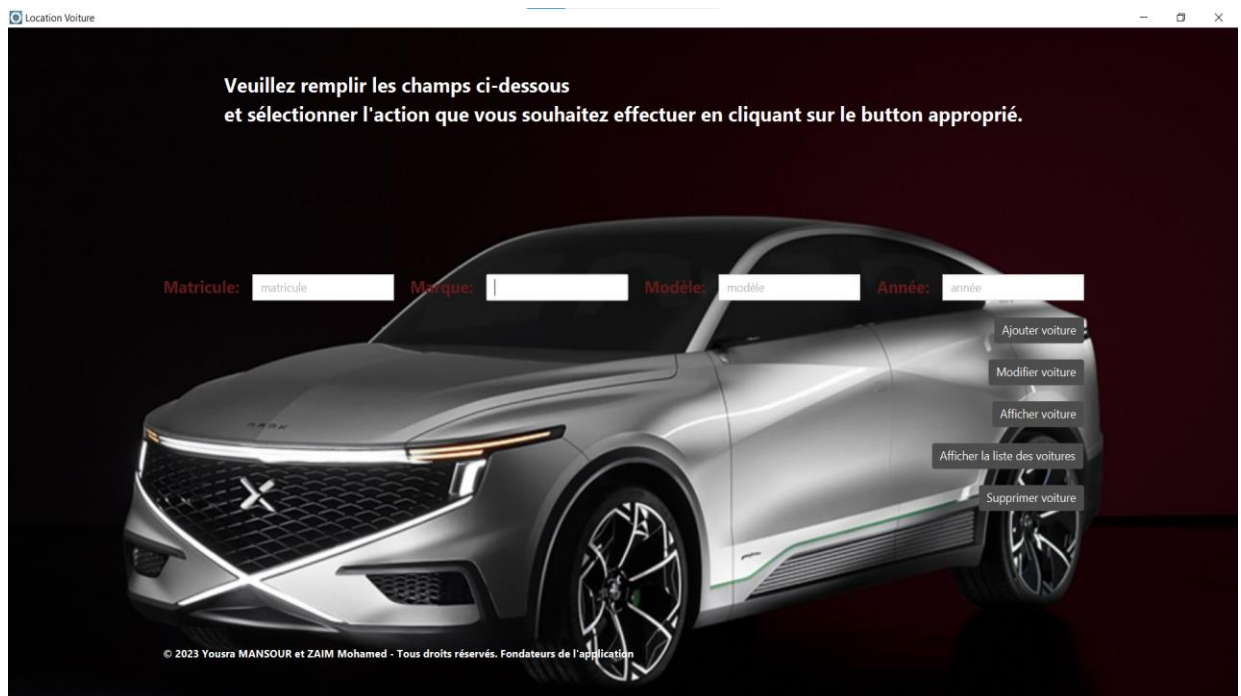 Location Voiture
Veuillez remplir les champs ci-dessous
et sélectionner l'action que vous souhaitez effectuer en cliquant sur le button approprié.
Matricule: matricule Marque: Modèle: modèle Année: année
Ajouter voiture
Modifier voiture
Afficher voiture
Afficher la liste des voitures
Supprimer voiture
© 2023 Yousra MANSOUR et ZAIM Mohamed - Tous droits réservés. Fondateurs de l'application